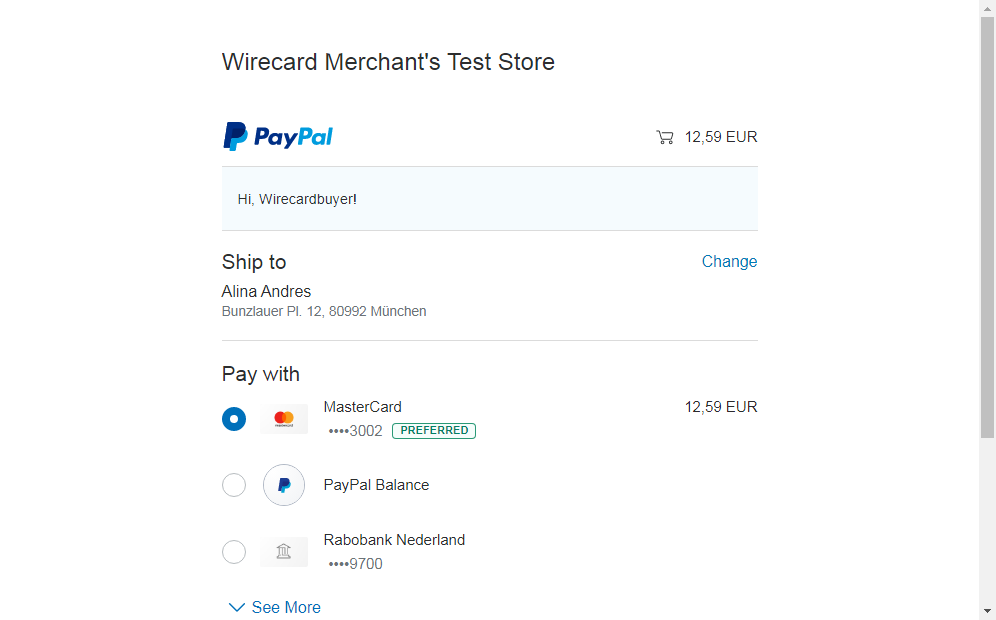 Wirecard Merchant's Test Store
PayPal
12,59 EUR
Hi, Wirecardbuyer!
Ship to
Change
Alina Andres
Bunzlauer Pl. 12, 80992 München
Pay with
MasterCard
12,59 EUR
••••3002 PREFERRED
PayPal Balance
Rabobank Nederland
••••9700
See More